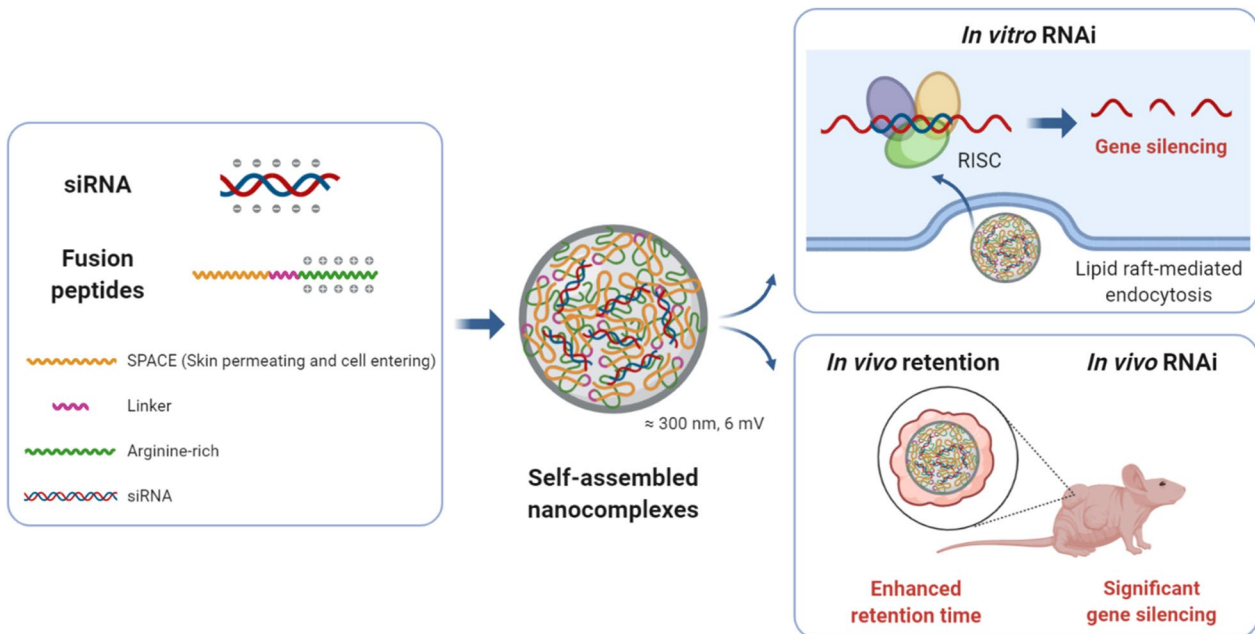 siRNA
Fusion
peptides
SPACE (Skin permeating and cell entering)
Linker
Arginine-rich
siRNA
≈ 300 nm, 6 mV
Self-assembled
nanocomplexes
In vitro RNAi
RISC
Gene silencing
Lipid raft-mediated
endocytosis
In vivo retention
In vivo RNAi
Enhanced
retention time
Significant
gene silencing